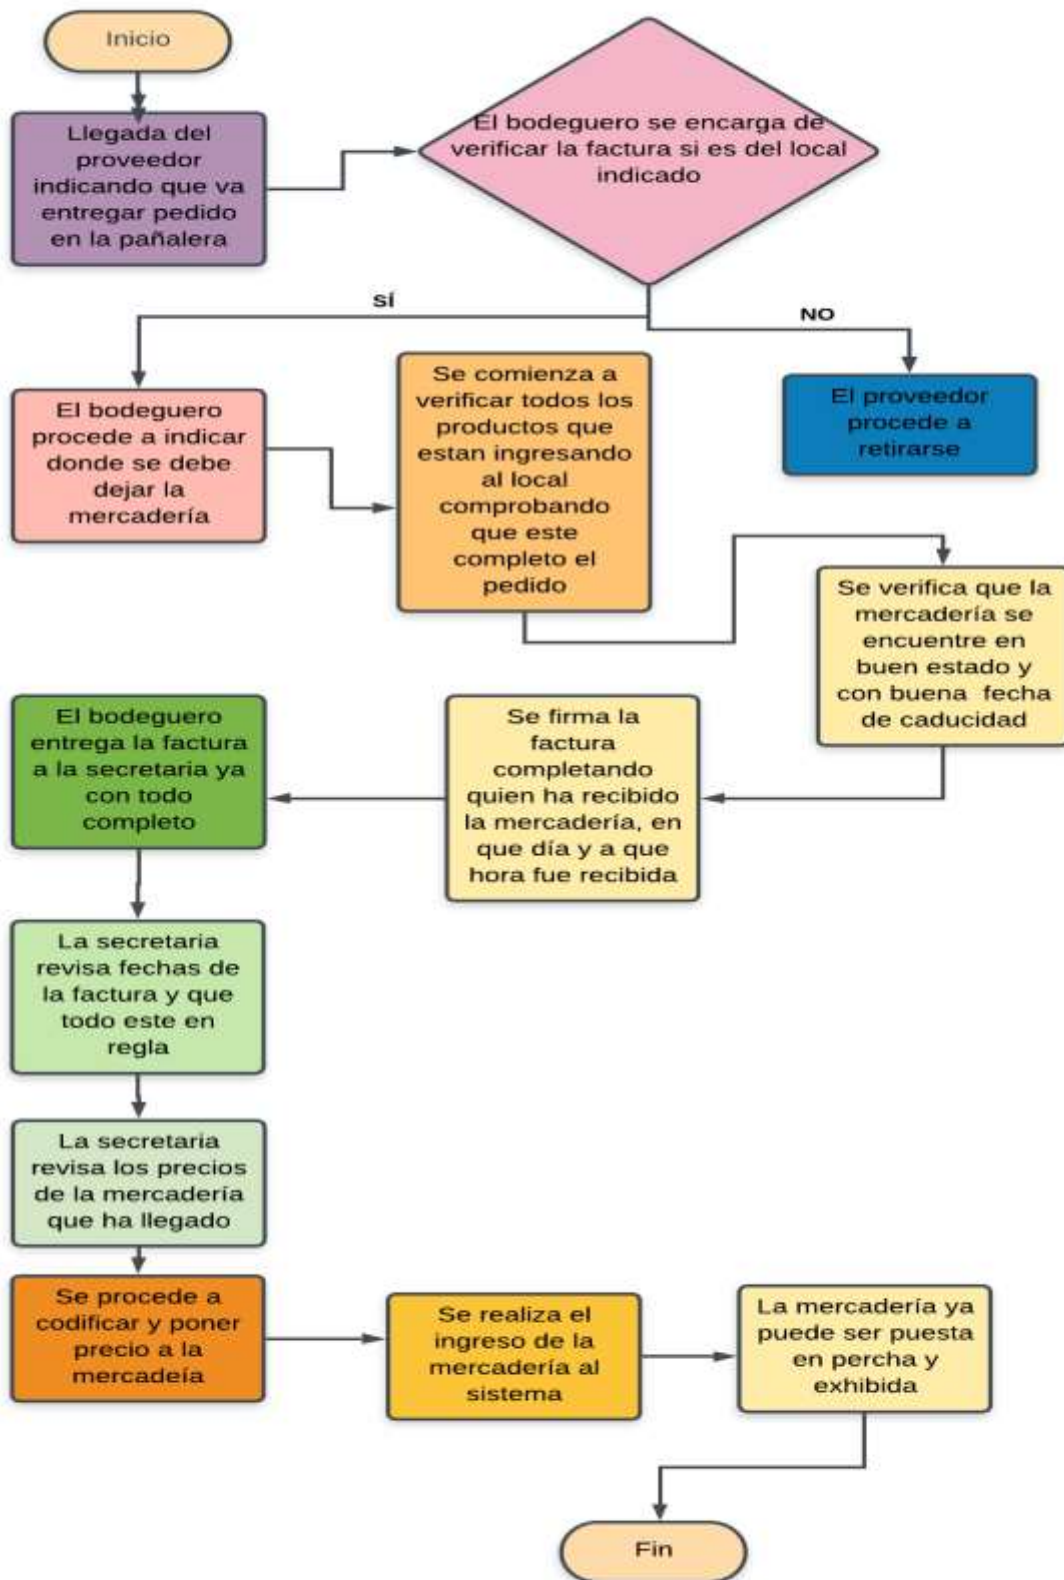 Inicio
Llegada del
proveedor
indicando que va
entregar pedido
en la pañalera
El bodeguero se encarga de
verificar la factura si es del local
indicado
SÍ
NO
El bodeguero
procede a indicar
donde se debe
dejar la
mercadería
Se comienza a
verificar todos los
productos que
estan ingresando
al local
comprobando
que este
completo el
pedido
El proveedor
procede a
retirarse
Se verifica que la
mercadería se
encuentre en
buen estado y
con buena fecha
de caducidad
Se firma la
factura
completando
quien ha recibido
la mercadería, en
que día y a que
hora fue recibida
El bodeguero
entrega la factura
a la secretaria ya
con todo
completo
La secretaria
revisa fechas de
la factura y que
todo este en
regla
La secretaria
revisa los precios
de la mercadería
que ha llegado
Se procede a
codificar y poner
precio a la
mercadeía
Se realiza el
ingreso de la
mercadería al
sistema
La mercadería ya
puede ser puesta
en percha y
exhibida
Fin